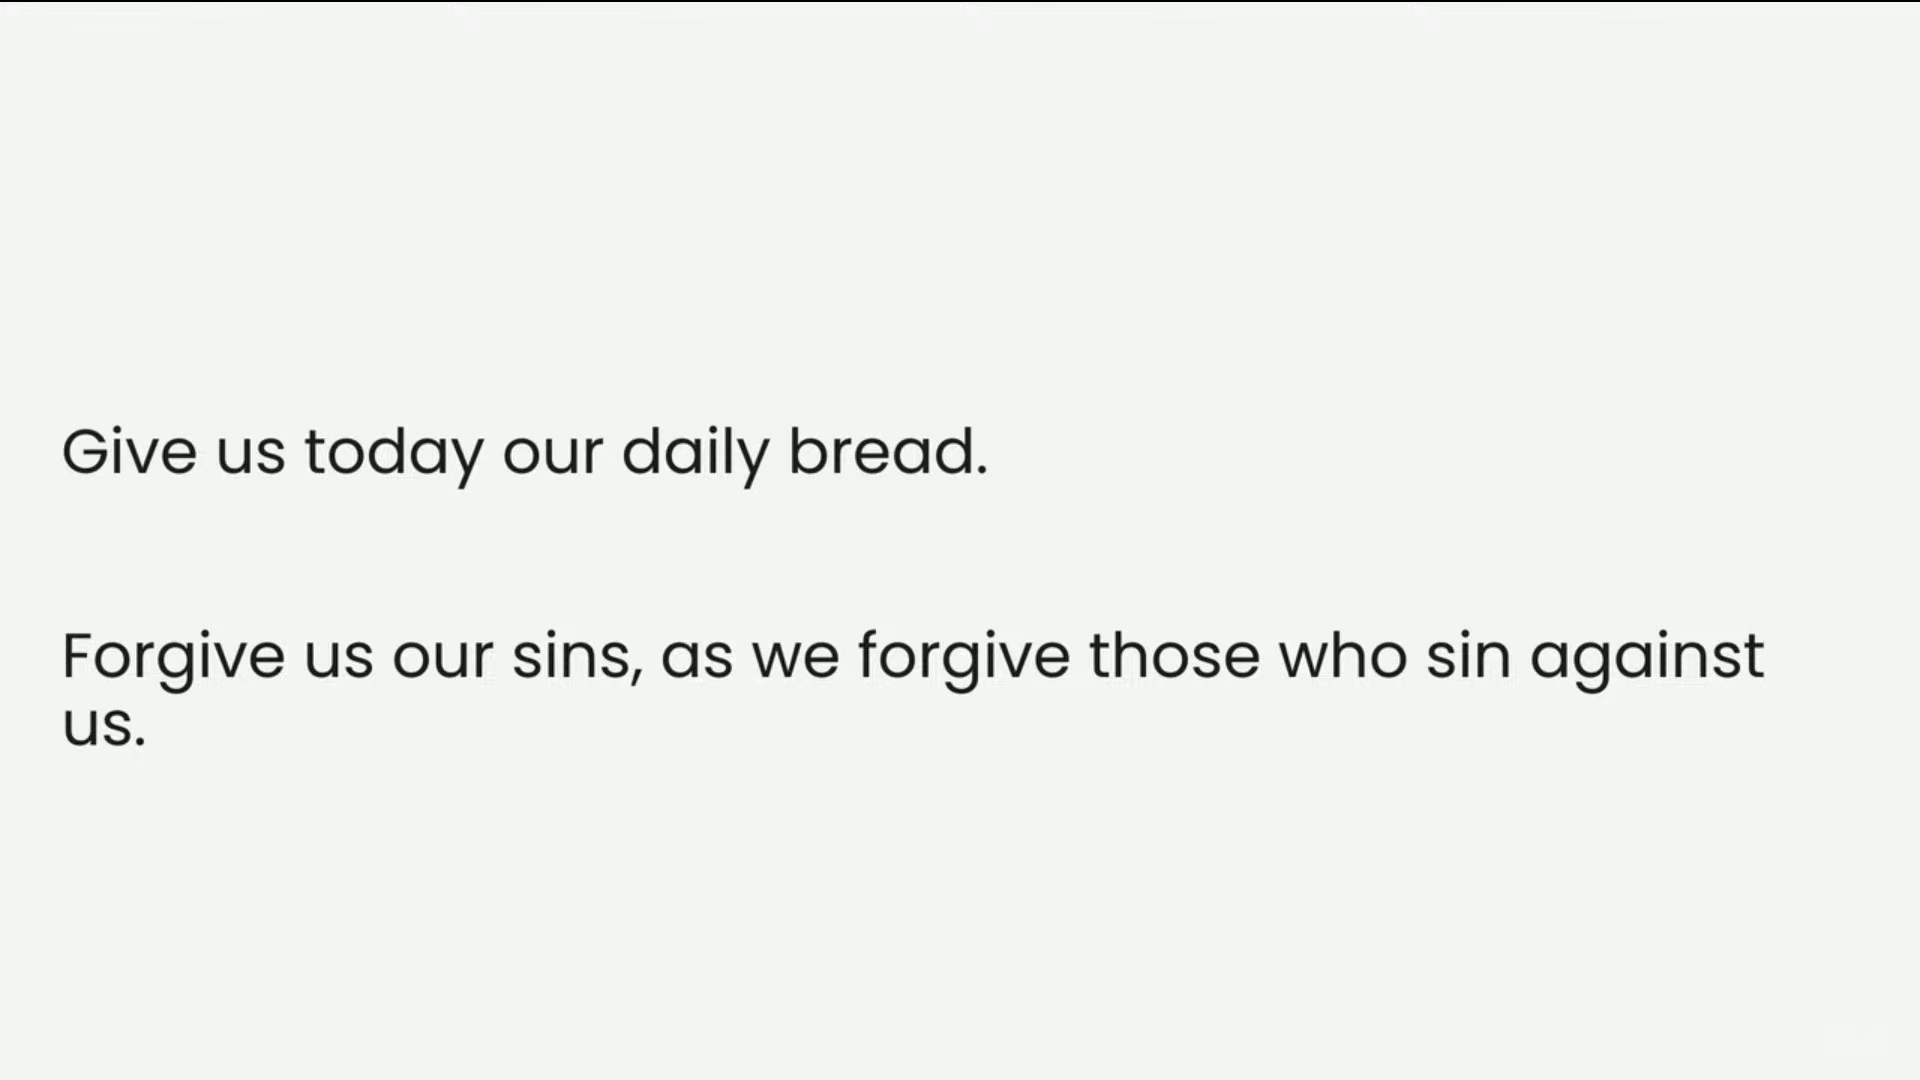 Give us today our daily bread.
Forgive us our sins, as we forgive those who sin against
us.